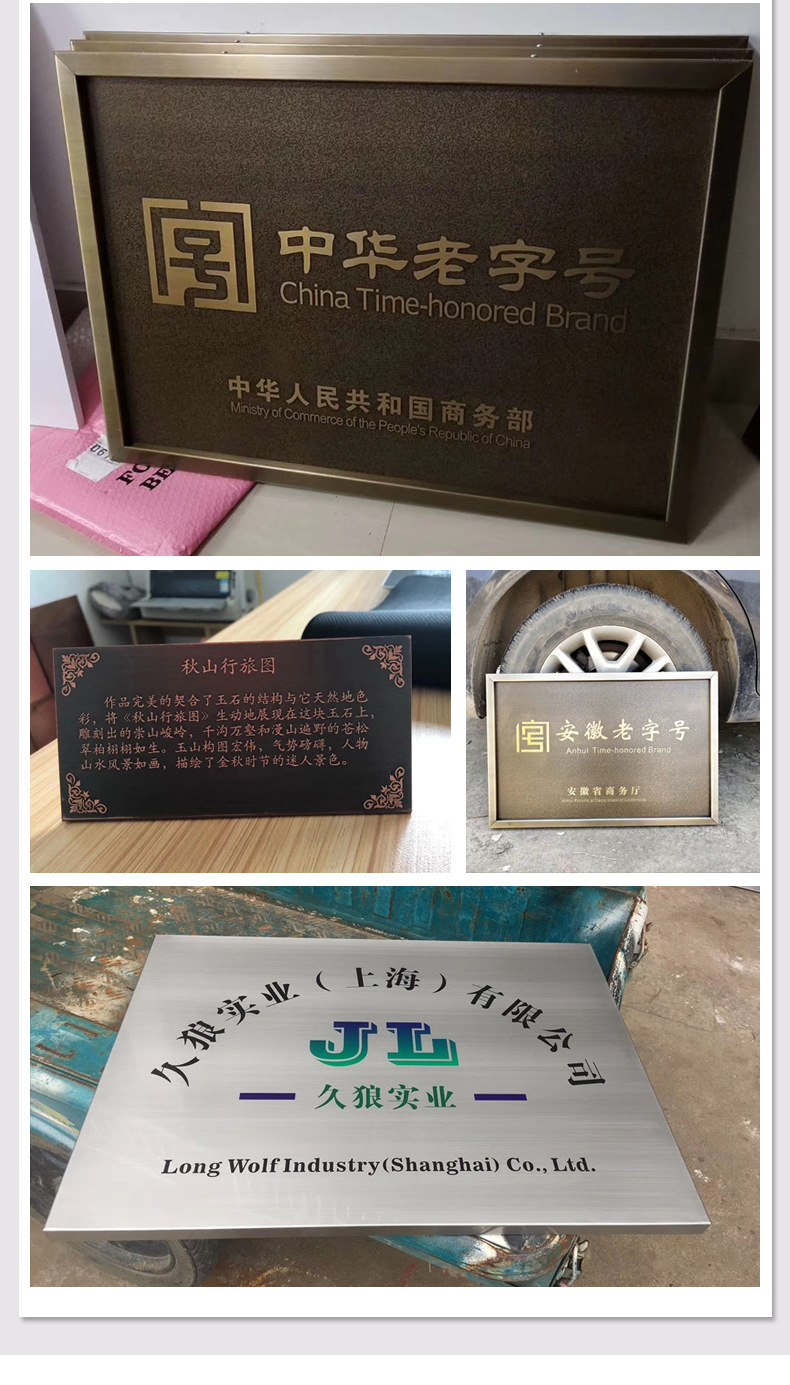 中华老字号
China Time-honored Brand
中华人民共和国商务部
Ministry of Commerce of the People's Republic of China
秋山行旅图
作品完美的契合了玉石的结构与它天然地色
彩，将《秋山行旅图》生动地展现在这块玉石上，
雕刻出的崇山峻岭，千沟万壑和漫山遍野的苍松
翠柏栩栩如生。玉山构图宏伟，气势磅礴，人物
山水风景如画，描绘了金秋时节的迷人景色。
安徽老字号
Anhui Time-honored Brand
安徽省商务厅
久狼实业（上海）有限公司
JL
久狼实业
Long Wolf Industry(Shanghai) Co., Ltd.